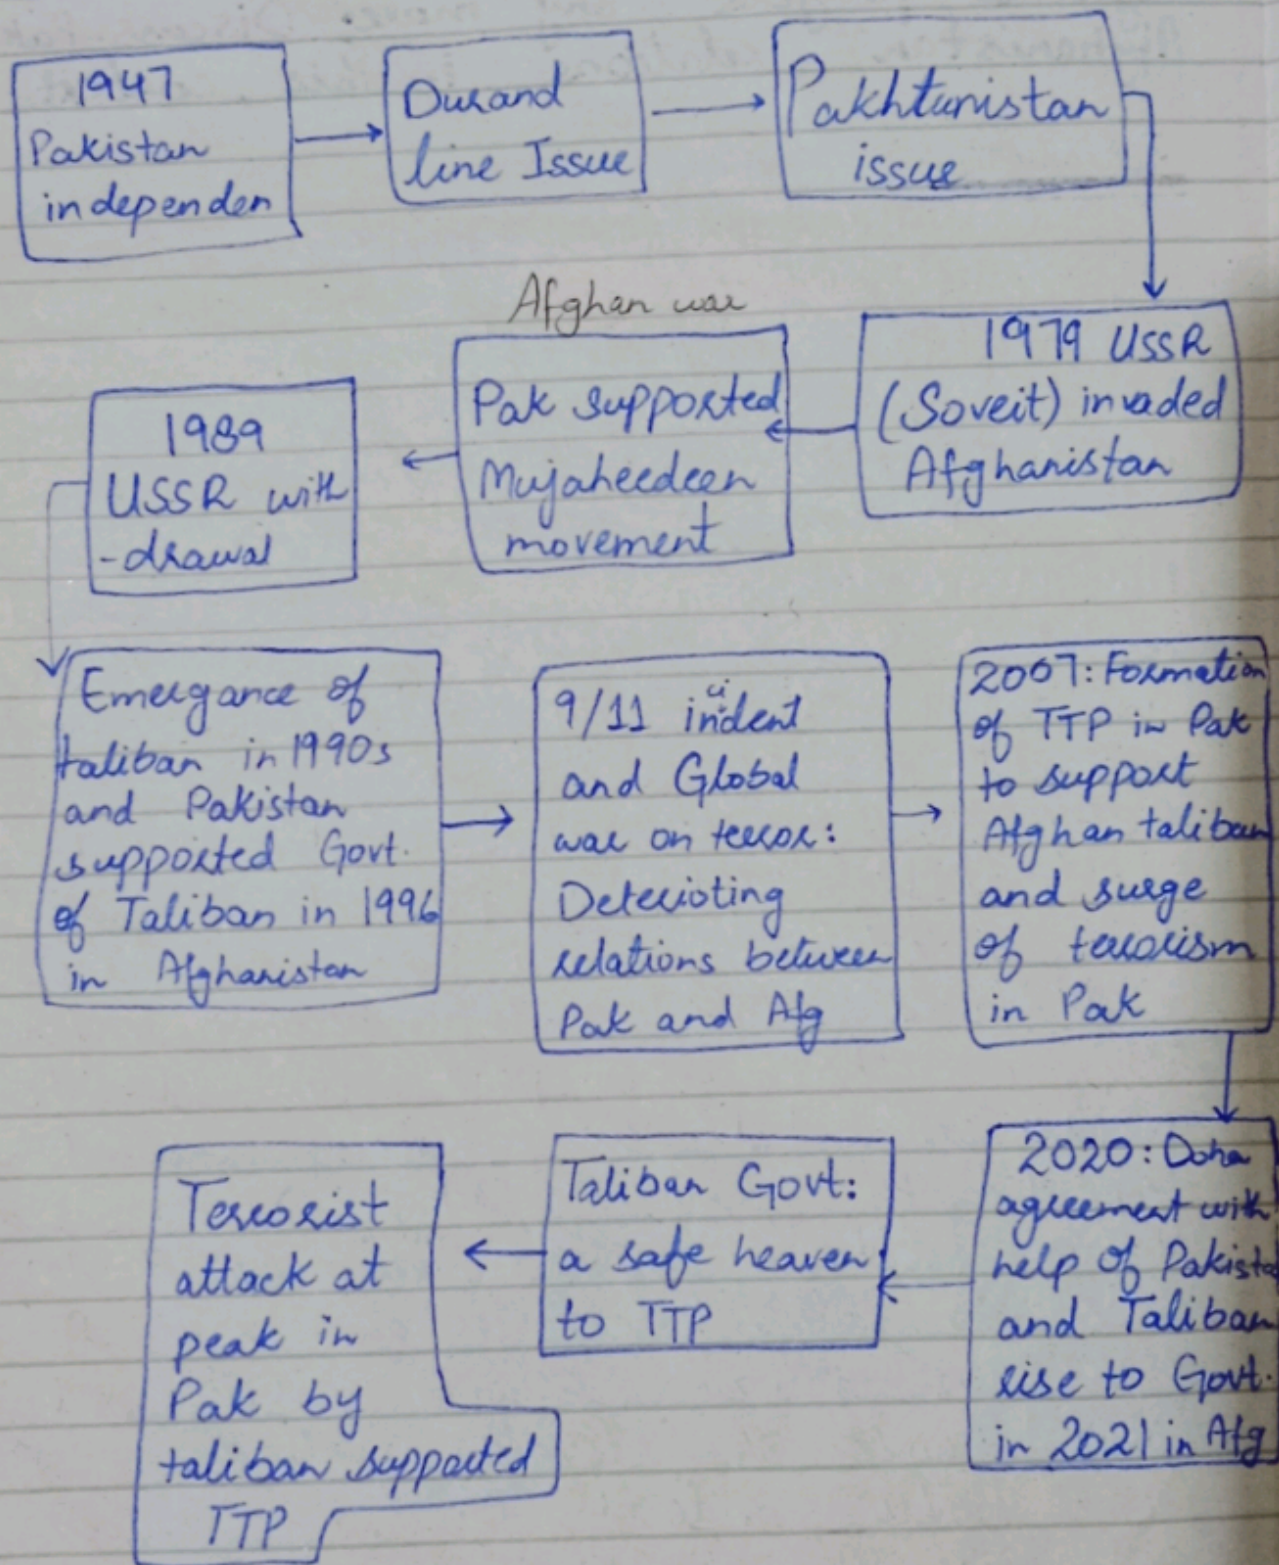 1947
Pakistan
independen
Durand
line Issue
Pakhtunistan
issue
1979 USSR
(Soveit) invaded
Afghanistan
Afghan war
Pak supported
Mujaheedeen
movement
1989
USSR with
-drawal
Emergance of
taliban in 1990s
and Pakistan
supported Govt.
of Taliban in 1996
in Afghanistan
9/11 incident
and Global
war on terror:
Deterioting
relations between
Pak and Afg
2007: Formation
of TTP in Pak
to support
Afghan taliban
and surge
of terrorism
in Pak
2020: Doha
agreement with
help of Pakista
and Taliban
rise to Govt.
in 2021 in Afg
Taliban Govt:
a safe heaven
to TTP
Terrorist
attack at
peak in
Pak by
taliban supported
TTP